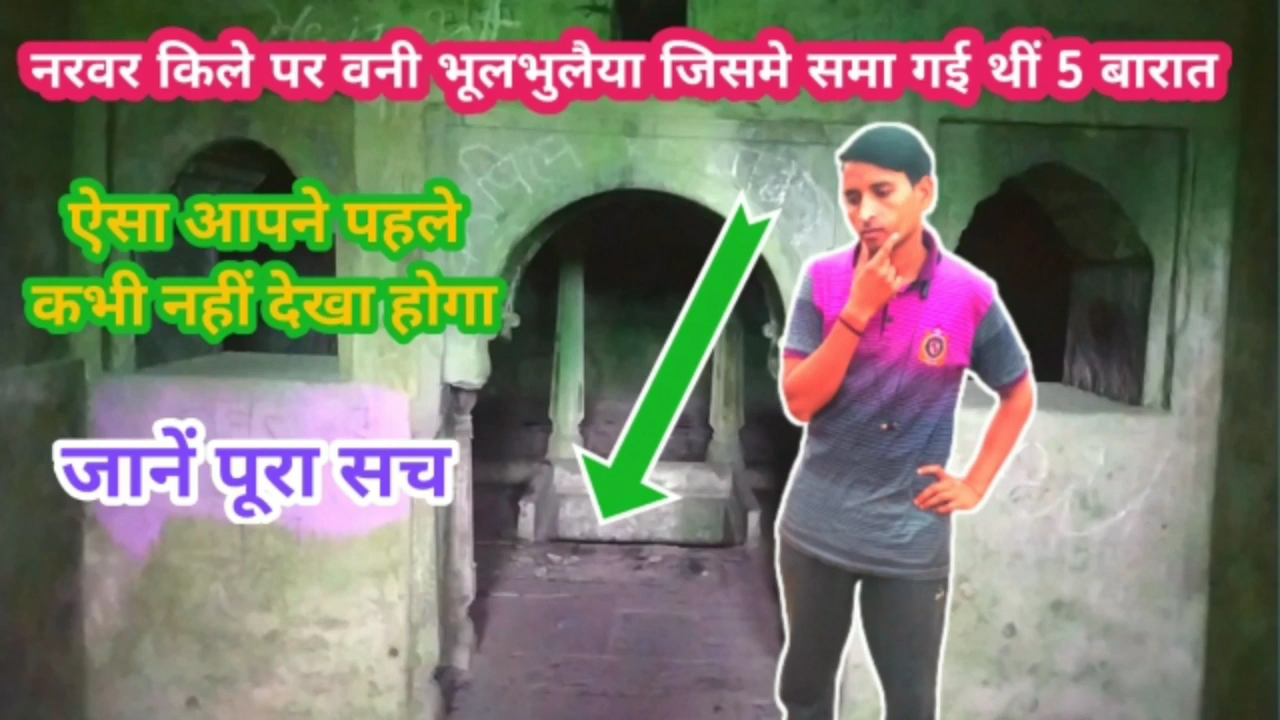 नरवर किले पर वनी भूलभुलैया जिसमे समा गई थीं 5 बारात
ऐसा आपने पहले
कभी नहीं देखा होगा
जानें पूरा सच